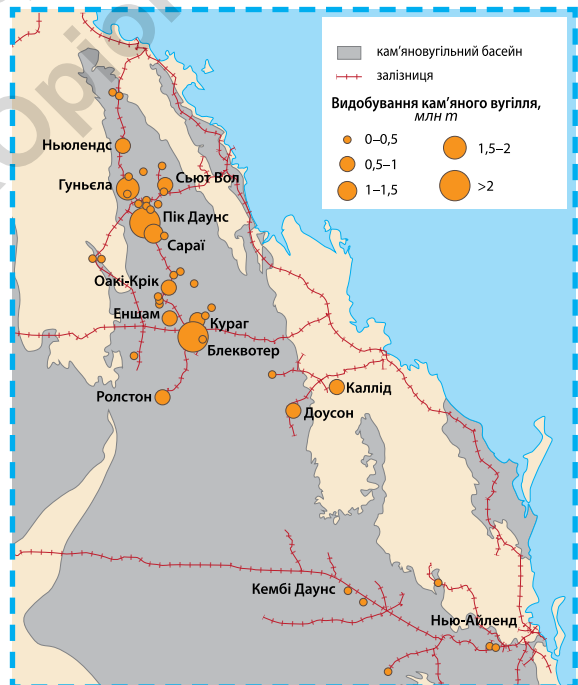 Оріон
кам’яновугільний басейн
залізниця
Видобування кам’яного вугілля,
млн т
0–0,5
0,5–1
1–1,5
1,5–2
>2
Ньюлендс
Гуньєла
Сьют Вол
Пік Даунс
Сараї
Оакі-Крік
Еншам
Кураг
Блеквотер
Ролстон
Каллід
Доусон
Кембі Даунс
Нью-Айленд